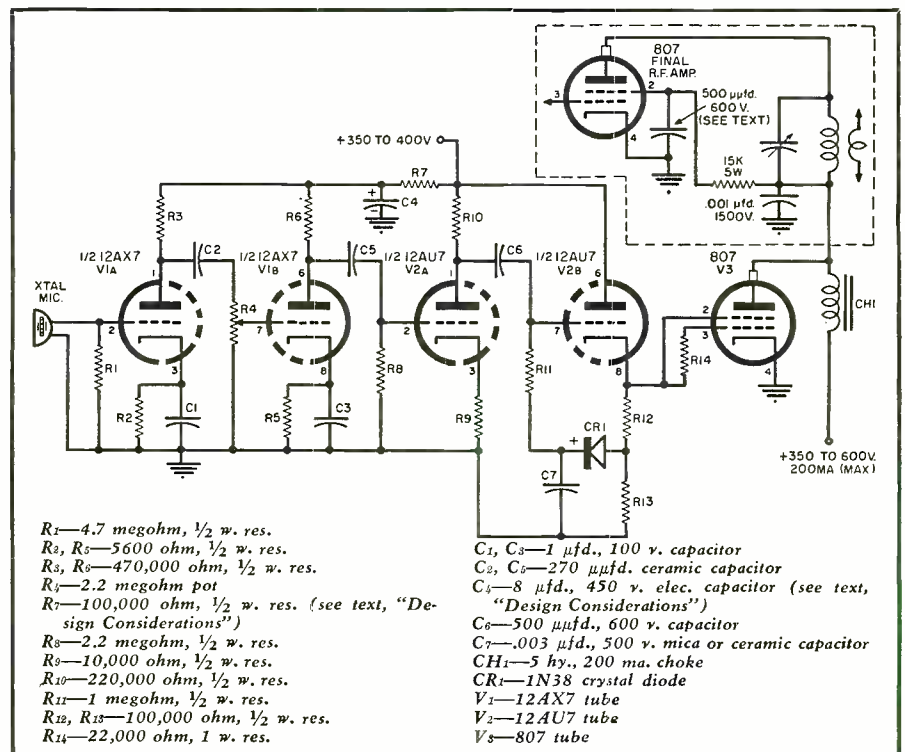 807
FINAL
R.F. AMP.
3
2
4
500 µµfd.
600 V.
(SEE TEXT)
15K
5W
.001 µfd.
1500V.
+350 TO 400V
R7
C4
+
−
R3
R6
R10
1/2 12AX7
V1A
C2
1/2 12AX7
V1B
C5
1/2 12AU7
V2A
C6
1/2 12AU7
V2B
807
V3
XTAL
MIC.
1
2
3
R4
6
7
8
1
2
3
6
7
8
2
3
4
CH1
R1
R2
C1
R5
C3
R8
R9
R11
R12
R14
CR1
+
C7
R13
+350 TO 600V.
200MA (MAX)
R1—4.7 megohm, ½ w. res.
R2, R5—5600 ohm, ½ w. res.
R3, R6—470,000 ohm, ½ w. res.
R4—2.2 megohm pot
R7—100,000 ohm, ½ w. res. (see text, "De-
sign Considerations")
R8—2.2 megohm, ½ w. res.
R9—10,000 ohm, ½ w. res.
R10—220,000 ohm, ½ w. res.
R11—1 megohm, ½ w. res.
R12, R13—100,000 ohm, ½ w. res.
R14—22,000 ohm, 1 w. res.
C1, C3—1 µfd., 100 v. capacitor
C2, C5—270 µµfd. ceramic capacitor
C4—8 µfd., 450 v. elec. capacitor (see text,
"Design Considerations")
C6—500 µµfd., 600 v. capacitor
C7—.003 µfd., 500 v. mica or ceramic capacitor
CH1—5 hy., 200 ma. choke
CR1—1N38 crystal diode
V1—12AX7 tube
V2—12AU7 tube
V3—807 tube